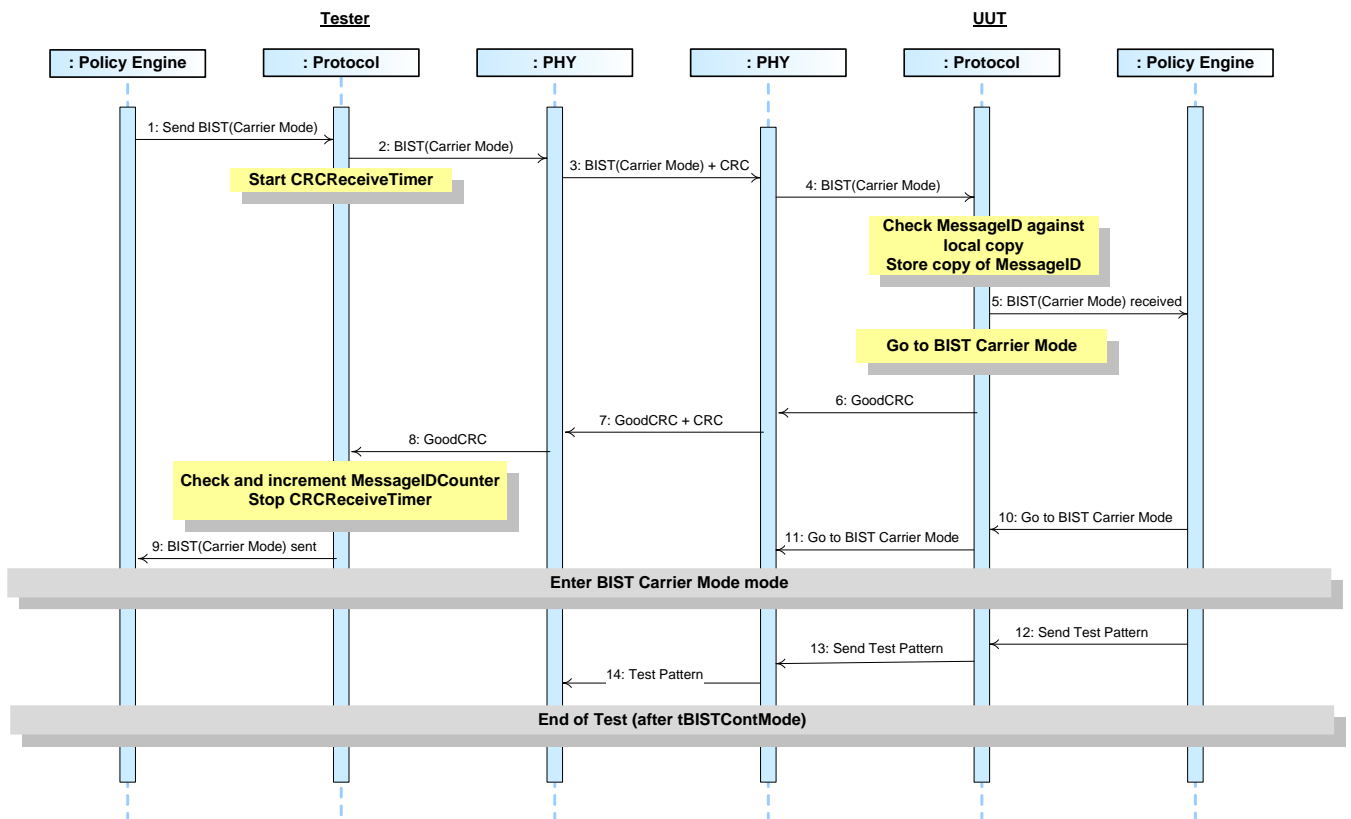 Tester
UUT
: Policy Engine
: Protocol
: PHY
: PHY
: Protocol
: Policy Engine
1: Send BIST(Carrier Mode)
2: BIST(Carrier Mode)
3: BIST(Carrier Mode) + CRC
Start CRCReceiveTimer
4: BIST(Carrier Mode)
Check MessageID against
local copy
Store copy of MessageID
5: BIST(Carrier Mode) received
Go to BIST Carrier Mode
6: GoodCRC
7: GoodCRC + CRC
8: GoodCRC
Check and increment MessageIDCounter
Stop CRCReceiveTimer
10: Go to BIST Carrier Mode
11: Go to BIST Carrier Mode
9: BIST(Carrier Mode) sent
Enter BIST Carrier Mode mode
12: Send Test Pattern
13: Send Test Pattern
14: Test Pattern
End of Test (after tBISTContMode)